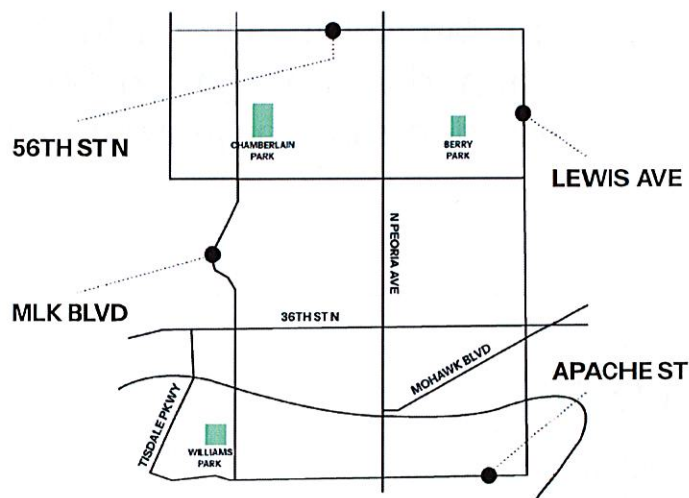 56TH ST N
CHAMBERLAIN
PARK
BERRY
PARK
LEWIS AVE
N PEORIA AVE
MLK BLVD
36TH ST N
MOHAWK BLVD
APACHE ST
TISDALE PKWY
WILLIAMS
PARK